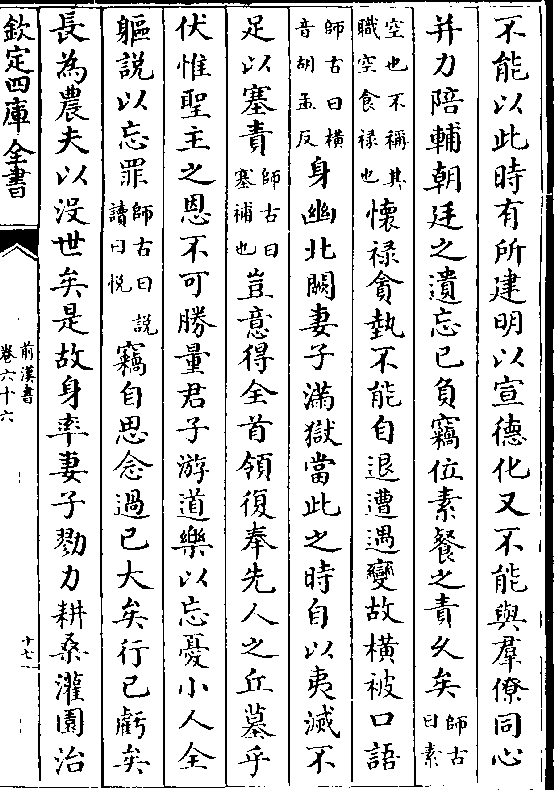 不能以此時有所建明以宣德化又不能與羣僚同心
并力陪輔朝廷之遺忘已負竊位素餐之責久矣師古曰素
空也不稱其職空食禄也懷禄貪埶不能自退遭遇變故橫被口語
師古曰橫音胡孟反身幽北闕妻子滿獄當此之時自以夷滅不
足以塞責師古曰塞補也豈意得全首領復奉先人之丘墓乎
伏惟聖主之恩不可勝量君子游道樂以忘憂小人全
軀説以忘罪師古曰説讀曰悦竊自思念過已大矣行已虧矣
長為農夫以没世矣是故身率妻子勠力耕桑灌園治
欽定四庫全書
前漢書
卷六十六
十七